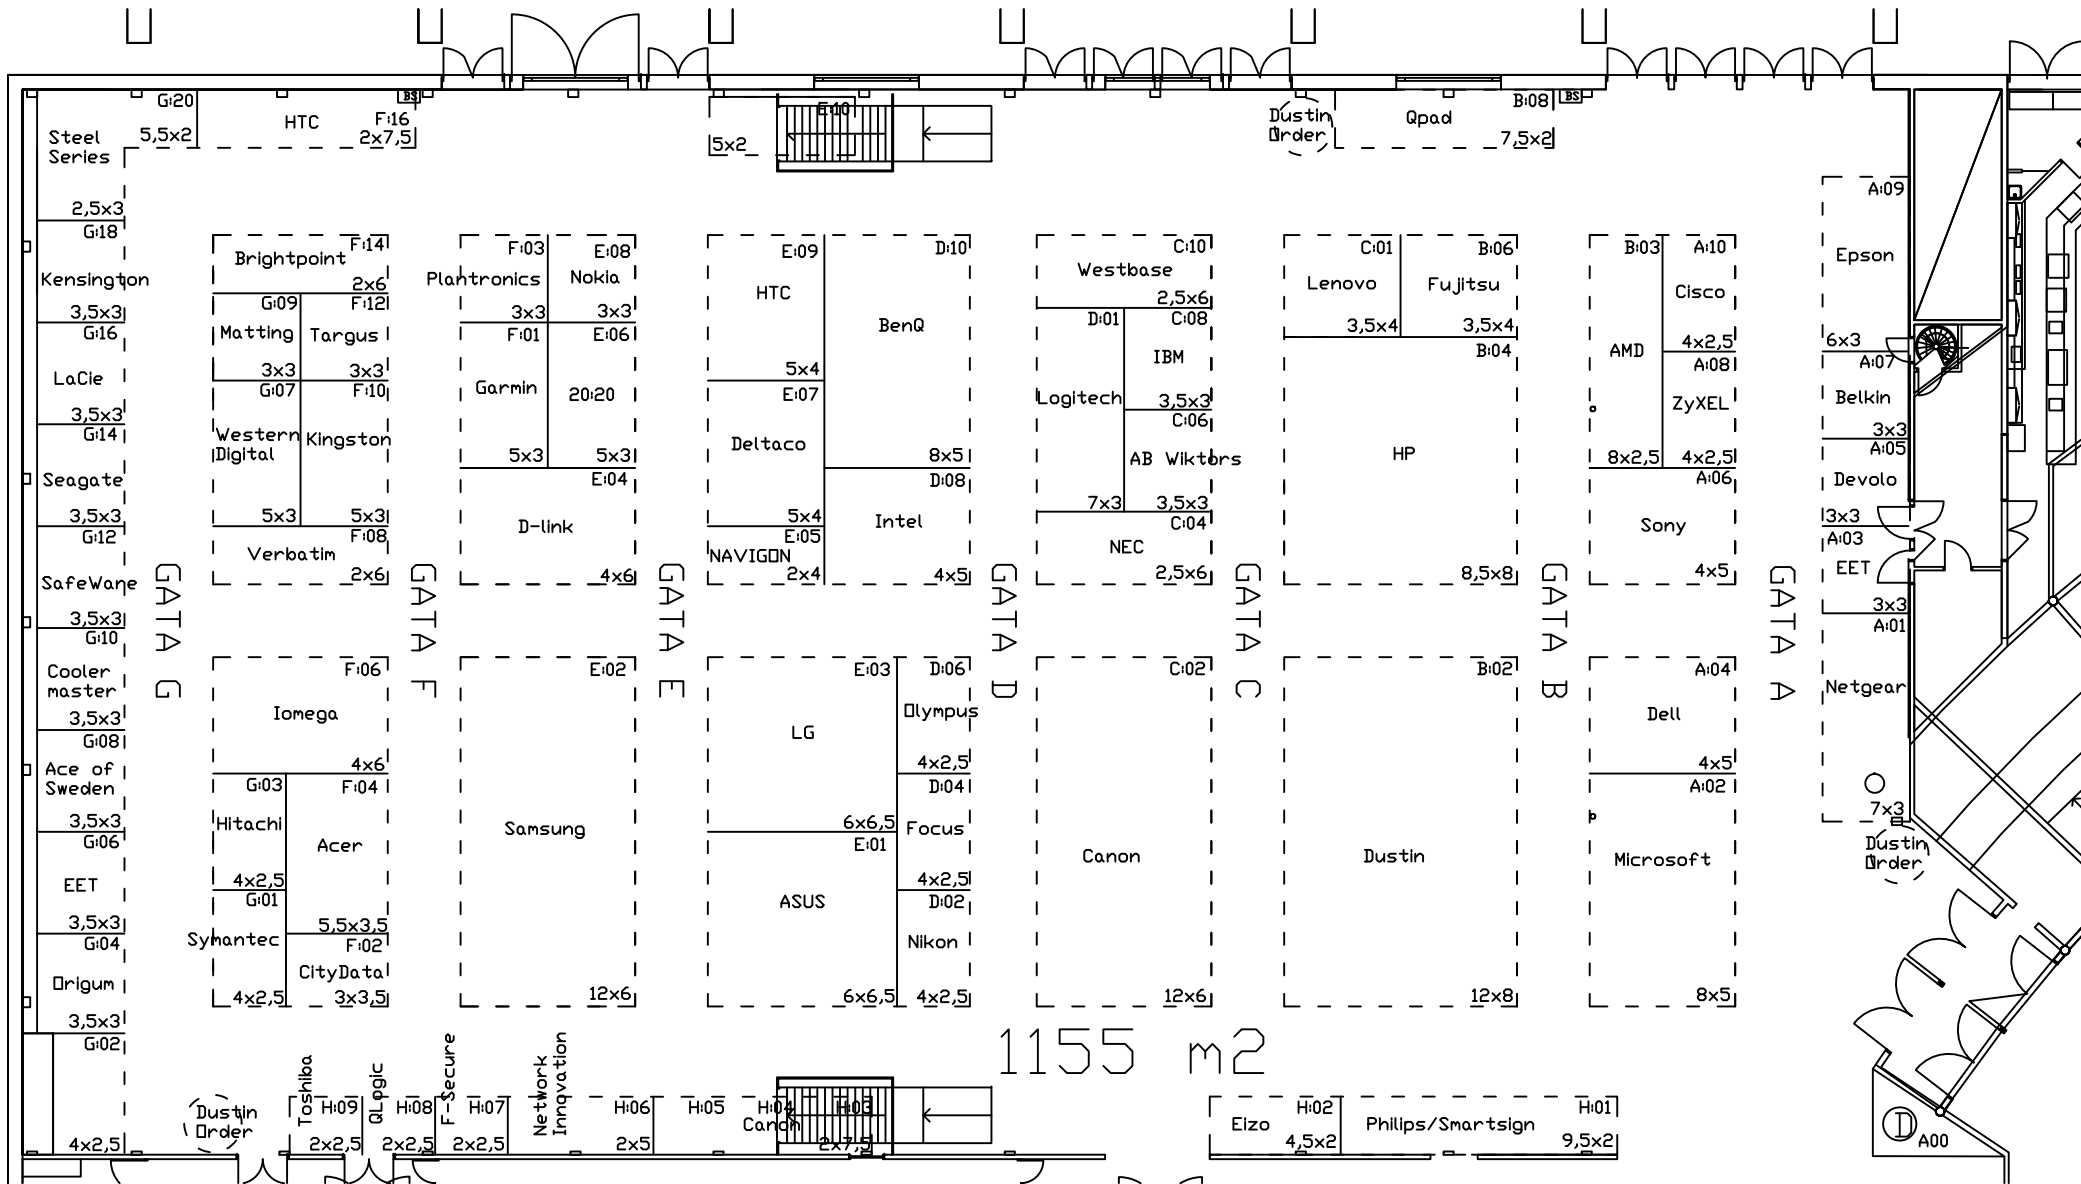 G:20
HTC
F:16
5,5x2
2x7,5
BS
Steel
Series
2,5x3
E:10
5x2
Dustin
Order
B:08
Qpad
7,5x2
BS
G:18
Kensington
3,5x3
G:16
LaCie
3,5x3
G:14
Seagate
3,5x3
G:12
SafeWane
3,5x3
G:10
Cooler
master
3,5x3
G:08
Ace of
Sweden
3,5x3
G:06
EET
3,5x3
G:04
Origum
3,5x3
G:02
4x2,5
GATA G
F:14
Brightpoint
2x6
G:09
Matting
3x3
F:12
Targus
3x3
G:07
Western
Digital
5x3
F:10
Kingston
5x3
F:08
Verbatim
2x6
F:06
Iomega
4x6
G:03
Hitachi
4x2,5
F:04
Acer
5,5x3,5
G:01
Symantec
4x2,5
F:02
CityData
3x3,5
GATA F
F:03
Plantronics
3x3
E:08
Nokia
3x3
F:01
Garmin
5x3
E:06
20:20
5x3
E:04
D-link
4x6
E:02
Samsung
12x6
GATA E
E:09
HTC
5x4
D:10
BenQ
8x5
E:07
Deltaco
5x4
D:08
Intel
4x5
E:05
NAVIGON
2x4
E:03
LG
6x6,5
D:06
Olympus
4x2,5
D:04
Focus
4x2,5
E:01
ASUS
6x6,5
D:02
Nikon
4x2,5
GATA D
C:10
Westbase
2,5x6
D:01
Logitech
7x3
C:08
IBM
3,5x3
C:06
AB Wiktors
3,5x3
C:04
NEC
2,5x6
C:02
Canon
12x6
GATA C
C:01
Lenovo
3,5x4
B:06
Fujitsu
3,5x4
B:04
HP
8,5x8
B:02
Dustin
12x8
GATA B
B:03
AMD
8x2,5
A:10
Cisco
4x2,5
A:08
ZyXEL
4x2,5
A:06
Sony
4x5
A:04
Dell
4x5
A:02
Microsoft
8x5
GATA A
A:09
Epson
6x3
A:07
Belkin
3x3
A:05
Devolo
3x3
A:03
EET
3x3
A:01
Netgear
7x3
Dustin
Order
1155 m2
Dustin
Order
Toshiba
H:09
2x2,5
QLogic
H:08
2x2,5
F-Secure
H:07
2x2,5
Network
Innovation
H:06
2x5
H:05
H:04
H:03
Canon
2x7,5
H:02
Eizo
4,5x2
H:01
Philips/Smartsign
9,5x2
D
A00